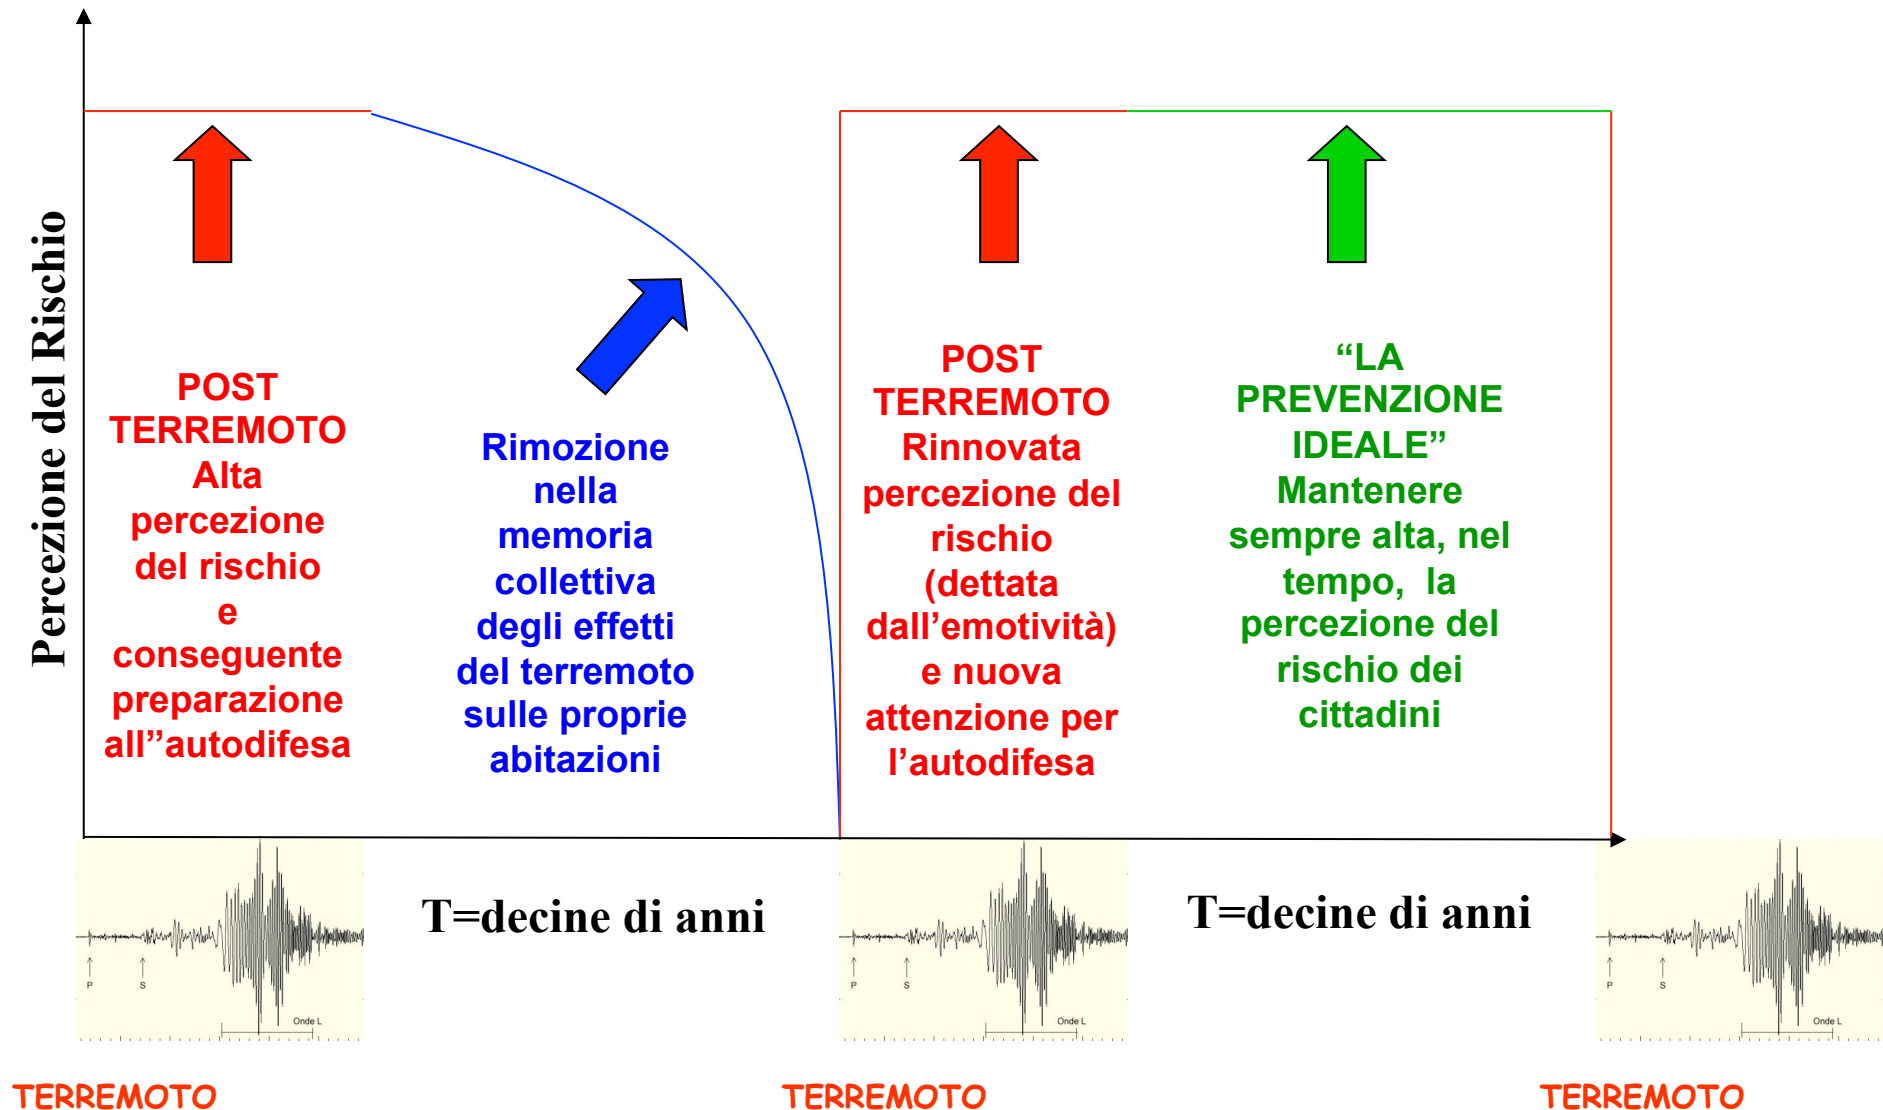 Percezione del Rischio
POST
TERREMOTO
Alta
percezione
del rischio
e
conseguente
preparazione
all’’autodifesa
Rimozione
nella
memoria
collettiva
degli effetti
del terremoto
sulle proprie
abitazioni
POST
TERREMOTO
Rinnovata
percezione del
rischio
(dettata
dall’emotività)
e nuova
attenzione per
l’autodifesa
“LA
PREVENZIONE
IDEALE”
Mantenere
sempre alta, nel
tempo, la
percezione del
rischio dei
cittadini
P
S
Onde L
T=decine di anni
P
S
Onde L
T=decine di anni
P
S
Onde L
TERREMOTO
TERREMOTO
TERREMOTO